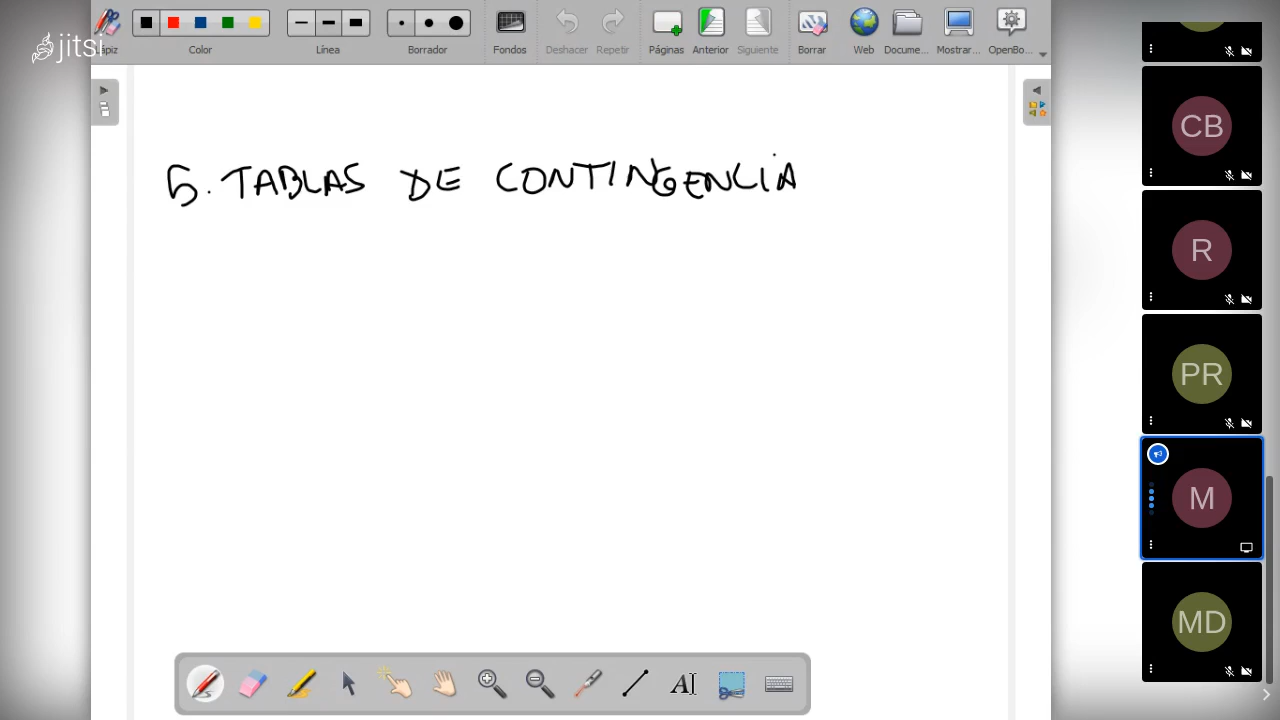 jitsi
Lápiz
Color
Línea
Borrador
Fondos
Deshacer
Repetir
Páginas
Anterior
Siguiente
Borrar
Web
Docume...
Mostrar...
OpenBo...
5. TABLAS DE CONTINGENCIA
CB
R
PR
M
MD